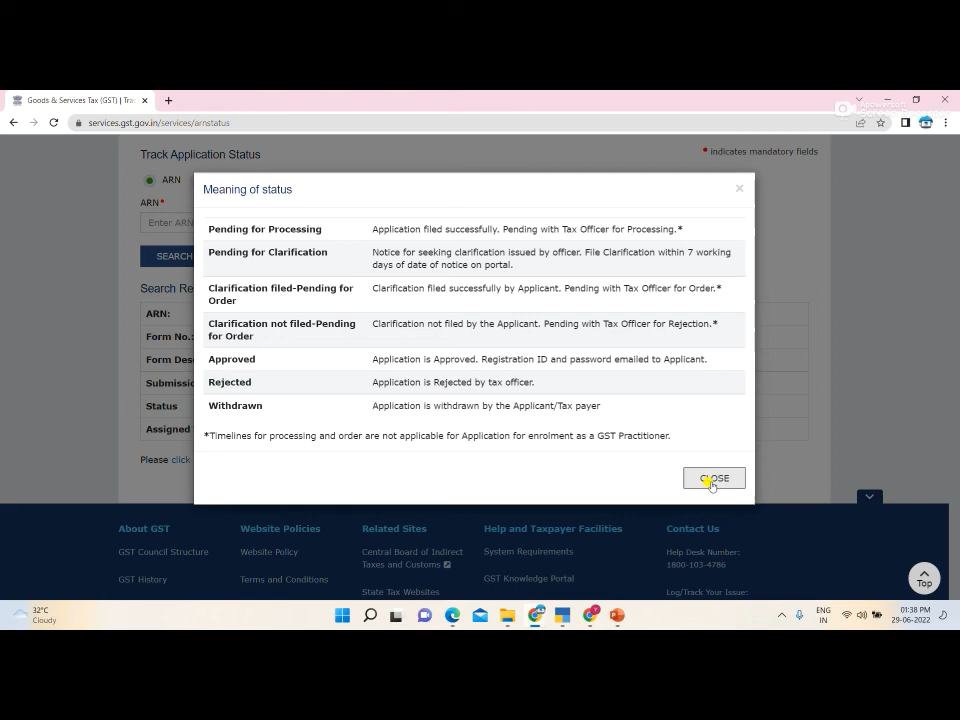 Goods & Services Tax (GST) | Tra
services.gst.gov.in/services/arnstatus
Track Application Status
* indicates mandatory fields
ARN
ARN*
Enter ARN
SEARCH
Meaning of status
×
Pending for Processing Application filed successfully. Pending with Tax Officer for Processing.*
Pending for Clarification Notice for seeking clarification issued by officer. File Clarification within 7 working
days of date of notice on portal.
Clarification filed-Pending for Clarification filed successfully by Applicant. Pending with Tax Officer for Order.*
Order
Clarification not filed-Pending Clarification not filed by the Applicant. Pending with Tax Officer for Rejection.*
for Order
Approved Application is Approved. Registration ID and password emailed to Applicant.
Rejected Application is Rejected by tax officer.
Withdrawn Application is withdrawn by the Applicant/Tax payer
*Timelines for processing and order are not applicable for Application for enrolment as a GST Practitioner.
CLOSE
Search Re
ARN:
Form No.:
Form Des
Submissio
Status
Assigned
Please click
About GST Website Policies Related Sites Help and Taxpayer Facilities Contact Us
GST Council Structure Website Policy Central Board of Indirect System Requirements Help Desk Number:
Taxes and Customs 1800-103-4786
GST History Terms and Conditions GST Knowledge Portal
State Tax Websites Log/Track Your Issue:
Top
32°C
Cloudy
ENG
IN
01:38 PM
29-06-2022